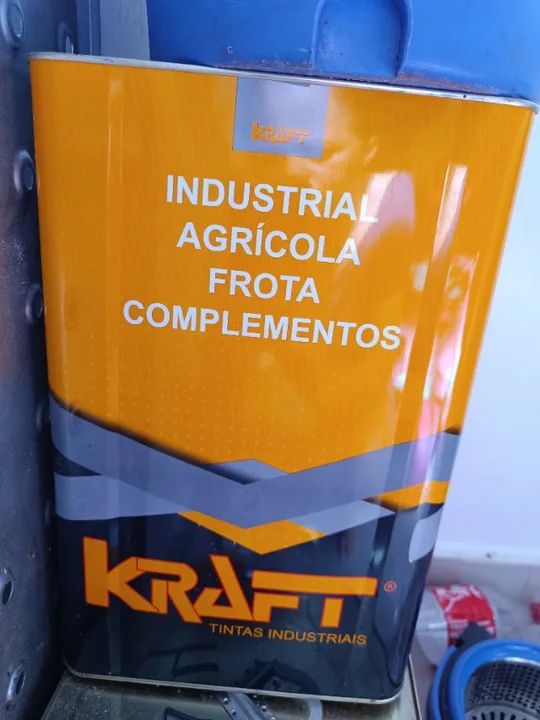 KRAFT
INDUSTRIAL
AGRÍCOLA
FROTA
COMPLEMENTOS
KRAFT®
TINTAS INDUSTRIAIS